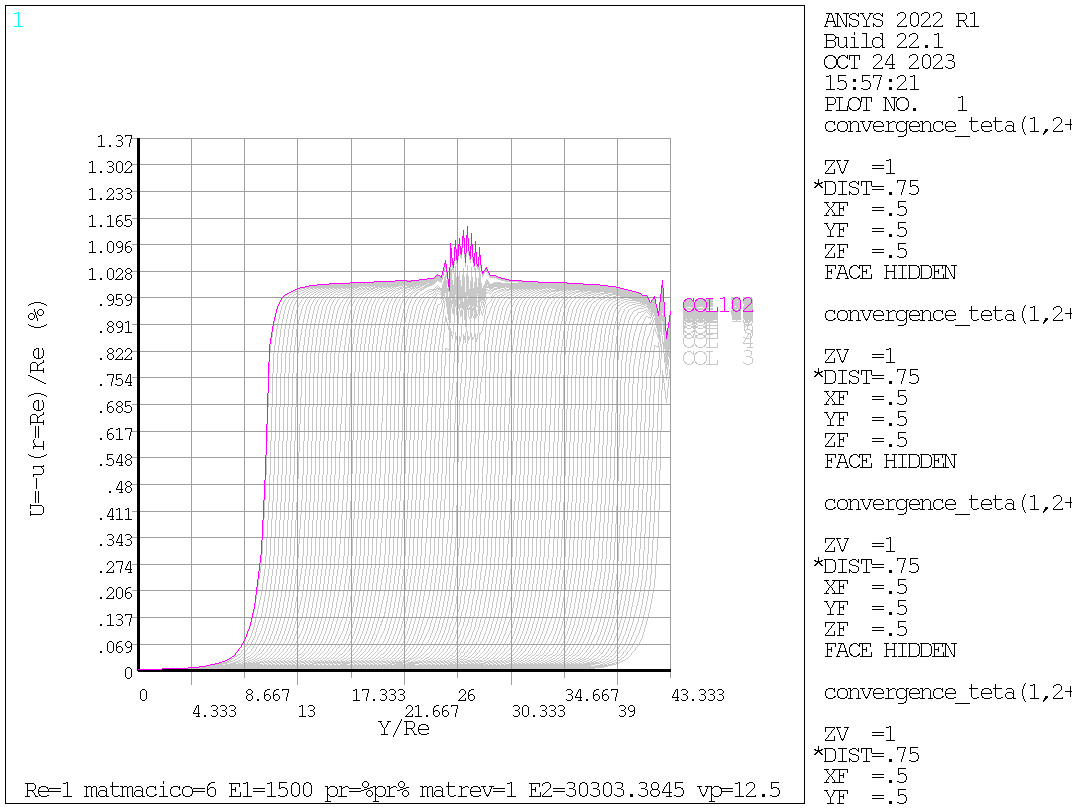 1
ANSYS 2022 R1
Build 22.1
OCT 24 2023
15:57:21
PLOT NO.   1
convergence_teta(1,2+
ZV  =1
*DIST=.75
XF  =.5
YF  =.5
ZF  =.5
FACE HIDDEN
convergence_teta(1,2+
ZV  =1
*DIST=.75
XF  =.5
YF  =.5
ZF  =.5
FACE HIDDEN
convergence_teta(1,2+
ZV  =1
*DIST=.75
XF  =.5
YF  =.5
ZF  =.5
FACE HIDDEN
convergence_teta(1,2+
ZV  =1
*DIST=.75
XF  =.5
YF  =.5
1.37
1.302
1.233
1.165
1.096
1.028
.959
.891
.822
.754
.685
.617
.548
.48
.411
.343
.274
.206
.137
.069
0
U=-u(r=Re)/Re (%)
COL102
COL 4
COL 3
0 8.667 17.333 26 34.667 43.333
4.333 13 21.667 30.333 39
Y/Re
Re=1 matmacico=6 E1=1500 pr=%pr% matrev=1 E2=30303.3845 vp=12.5